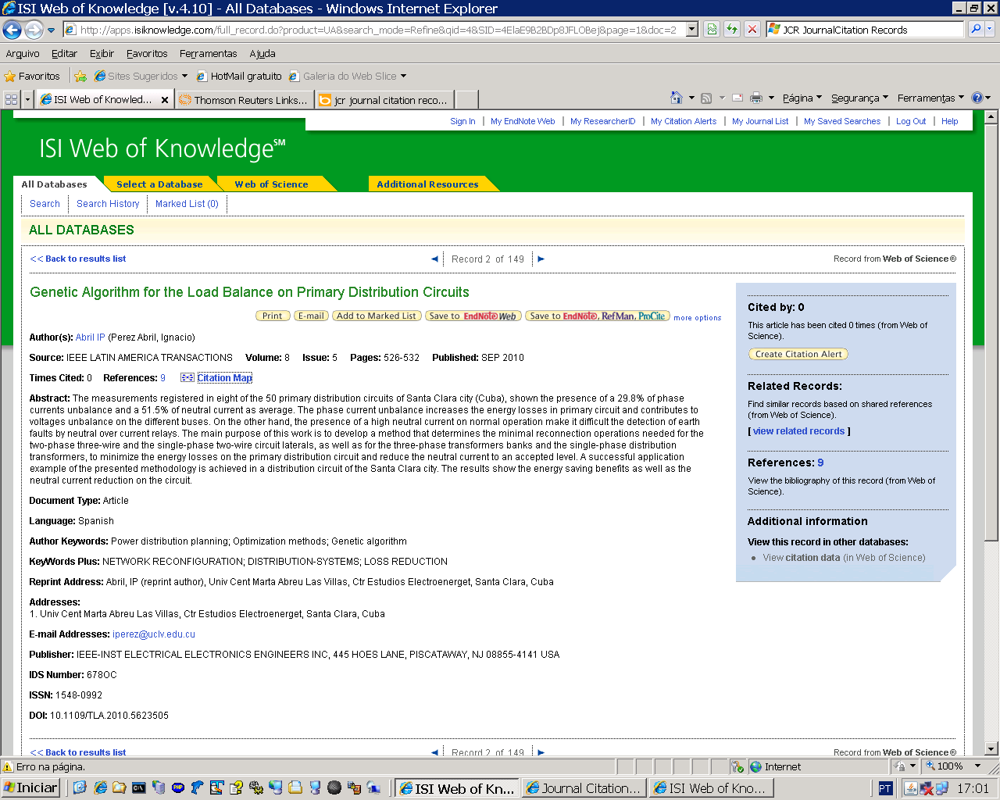 ISI Web of Knowledge [v.4.10] - All Databases - Windows Internet Explorer
http://apps.isiknowledge.com/full_record.do?product=UA&search_mode=Refine&qid=4&SID=4ElaE9B2BDp8JFLOBej&page=1&doc=2
JCR JournalCitation Records
Arquivo Editar Exibir Favoritos Ferramentas Ajuda
Favoritos Sites Sugeridos HotMail gratuito Galeria do Web Slice
ISI Web of Knowled... Thomson Reuters Links... jcr journal citation reco... Página Segurança Ferramentas
Sign In My EndNote Web My ResearcherID My Citation Alerts My Journal List My Saved Searches Log Out Help
ISI Web of Knowledge℠
All Databases Select a Database Web of Science Additional Resources
Search Search History Marked List (0)
ALL DATABASES
<< Back to results list Record 2 of 149 Record from Web of Science®
Genetic Algorithm for the Load Balance on Primary Distribution Circuits
Print E-mail Add to Marked List Save to EndNote Web Save to EndNote, RefMan, ProCite more options
Author(s): Abril IP (Perez Abril, Ignacio)
Source: IEEE LATIN AMERICA TRANSACTIONS Volume: 8 Issue: 5 Pages: 526-532 Published: SEP 2010
Times Cited: 0 References: 9 Citation Map
Abstract: The measurements registered in eight of the 50 primary distribution circuits of Santa Clara city (Cuba), shown the presence of a 29.8% of phase
currents unbalance and a 51.5% of neutral current as average. The phase current unbalance increases the energy losses in primary circuit and contributes to
voltages unbalance on the different buses. On the other hand, the presence of a high neutral current on normal operation make it difficult the detection of earth
faults by neutral over current relays. The main purpose of this work is to develop a method that determines the minimal reconnection operations needed for the
two-phase three-wire and the single-phase two-wire circuit laterals, as well as for the three-phase transformers banks and the single-phase distribution
transformers, to minimize the energy losses on the primary distribution circuit and reduce the neutral current to an accepted level. A successful application
example of the presented methodology is achieved in a distribution circuit of the Santa Clara city. The results show the energy saving benefits as well as the
neutral current reduction on the circuit.
Document Type: Article
Language: Spanish
Author Keywords: Power distribution planning; Optimization methods; Genetic algorithm
KeyWords Plus: NETWORK RECONFIGURATION; DISTRIBUTION-SYSTEMS; LOSS REDUCTION
Reprint Address: Abril, IP (reprint author), Univ Cent Marta Abreu Las Villas, Ctr Estudios Electroenerget, Santa Clara, Cuba
Addresses:
1. Univ Cent Marta Abreu Las Villas, Ctr Estudios Electroenerget, Santa Clara, Cuba
E-mail Addresses: iperez@uclv.edu.cu
Publisher: IEEE-INST ELECTRICAL ELECTRONICS ENGINEERS INC, 445 HOES LANE, PISCATAWAY, NJ 08855-4141 USA
IDS Number: 678OC
ISSN: 1548-0992
DOI: 10.1109/TLA.2010.5623505
Cited by: 0
This article has been cited 0 times (from Web of
Science).
Create Citation Alert
Related Records:
Find similar records based on shared references
(from Web of Science).
[ view related records ]
References: 9
View the bibliography of this record (from Web of
Science).
Additional information
View this record in other databases:
View citation data (in Web of Science)
<< Back to results list Record 2 of 149 Record from Web of Science®
Erro na página. Internet 100%
Iniciar ISI Web of Kn... Journal Citation... ISI Web of Kno... PT 17:01